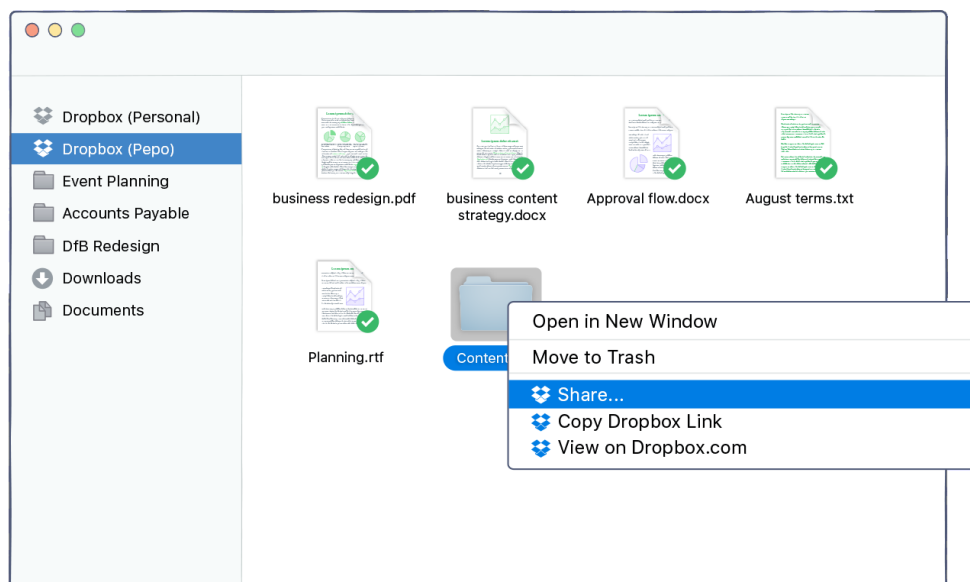 Dropbox (Personal)
Dropbox (Pepo)
Event Planning
Accounts Payable
DfB Redesign
Downloads
Documents
business redesign.pdf
business content
strategy.docx
Approval flow.docx
August terms.txt
Planning.rtf
Content
Open in New Window
Move to Trash
Share...
Copy Dropbox Link
View on Dropbox.com